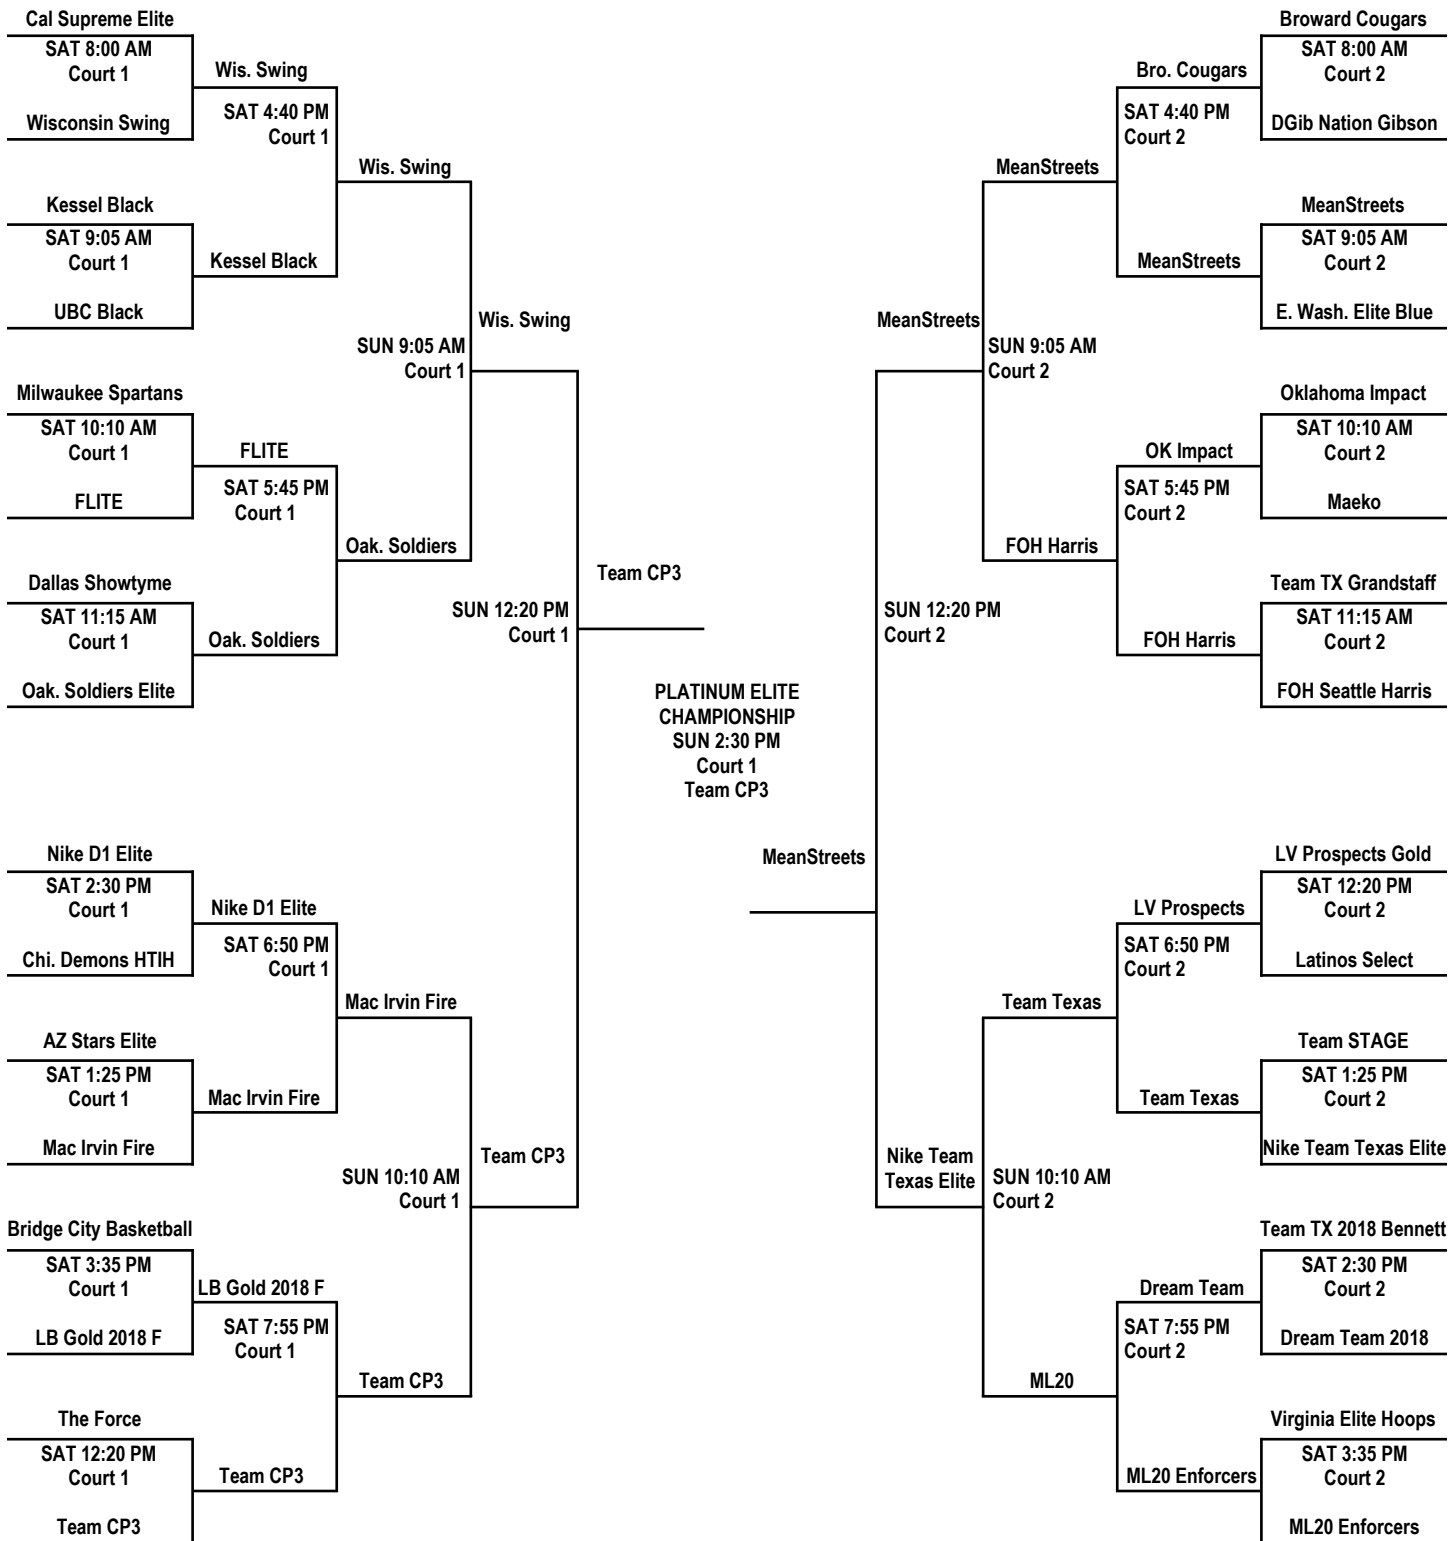 Cal Supreme Elite
SAT 8:00 AM
Court 1
Wisconsin Swing
Kessel Black
SAT 9:05 AM
Court 1
UBC Black
Milwaukee Spartans
SAT 10:10 AM
Court 1
FLITE
Dallas Showtyme
SAT 11:15 AM
Court 1
Oak. Soldiers Elite
Nike D1 Elite
SAT 2:30 PM
Court 1
Chi. Demons HTIH
AZ Stars Elite
SAT 1:25 PM
Court 1
Mac Irvin Fire
Bridge City Basketball
SAT 3:35 PM
Court 1
LB Gold 2018 F
The Force
SAT 12:20 PM
Court 1
Team CP3
Wis. Swing
SAT 4:40 PM
Court 1
Kessel Black
FLITE
SAT 5:45 PM
Court 1
Oak. Soldiers
Nike D1 Elite
SAT 6:50 PM
Court 1
Mac Irvin Fire
LB Gold 2018 F
SAT 7:55 PM
Court 1
Team CP3
Wis. Swing
SUN 9:05 AM
Court 1
Oak. Soldiers
Mac Irvin Fire
SUN 10:10 AM
Court 1
Team CP3
Wis. Swing
SUN 12:20 PM
Court 1
Team CP3
Team CP3
PLATINUM ELITE
CHAMPIONSHIP
SUN 2:30 PM
Court 1
Team CP3
MeanStreets
MeanStreets
SUN 12:20 PM
Court 2
Nike Team
Texas Elite
MeanStreets
SUN 9:05 AM
Court 2
FOH Harris
Team Texas
SUN 10:10 AM
Court 2
ML20
Bro. Cougars
SAT 4:40 PM
Court 2
MeanStreets
OK Impact
SAT 5:45 PM
Court 2
FOH Harris
LV Prospects
SAT 6:50 PM
Court 2
Team Texas
Dream Team
SAT 7:55 PM
Court 2
ML20 Enforcers
Broward Cougars
SAT 8:00 AM
Court 2
DGib Nation Gibson
MeanStreets
SAT 9:05 AM
Court 2
E. Wash. Elite Blue
Oklahoma Impact
SAT 10:10 AM
Court 2
Maeko
Team TX Grandstaff
SAT 11:15 AM
Court 2
FOH Seattle Harris
LV Prospects Gold
SAT 12:20 PM
Court 2
Latinos Select
Team STAGE
SAT 1:25 PM
Court 2
Nike Team Texas Elite
Team TX 2018 Bennett
SAT 2:30 PM
Court 2
Dream Team 2018
Virginia Elite Hoops
SAT 3:35 PM
Court 2
ML20 Enforcers